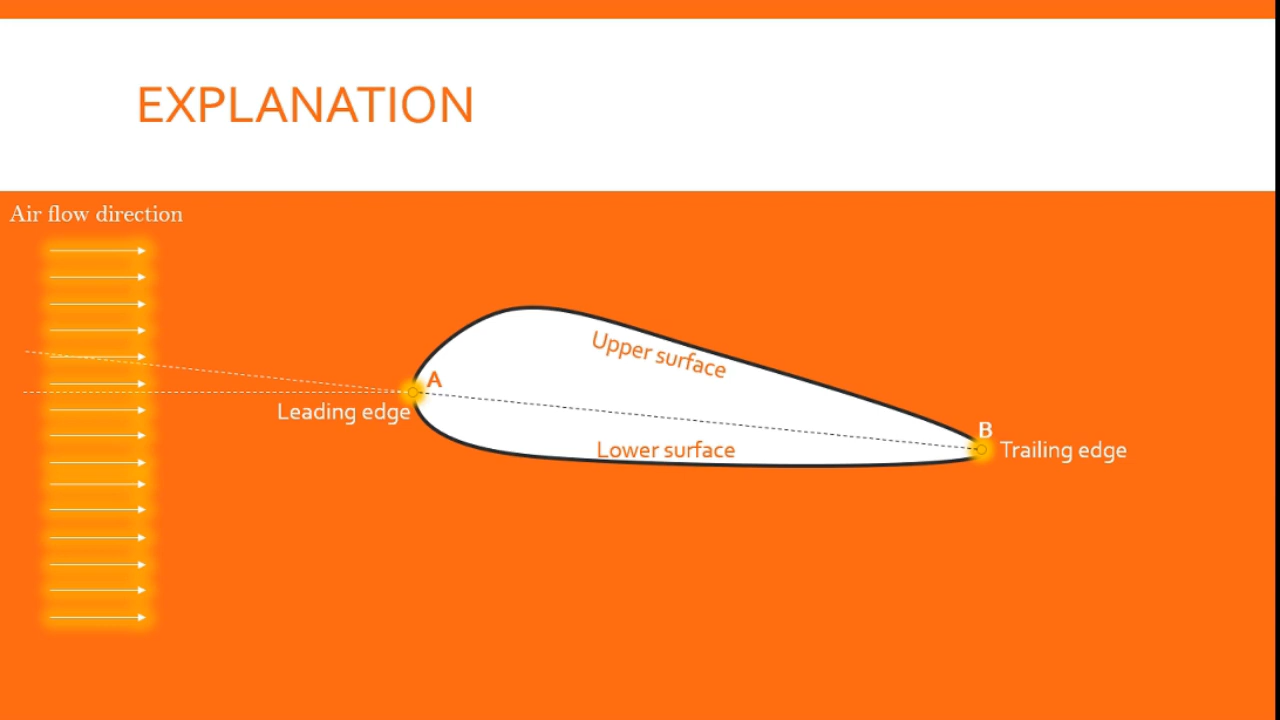 EXPLANATION
Air flow direction
Upper surface
A
Leading edge
B
Lower surface
Trailing edge